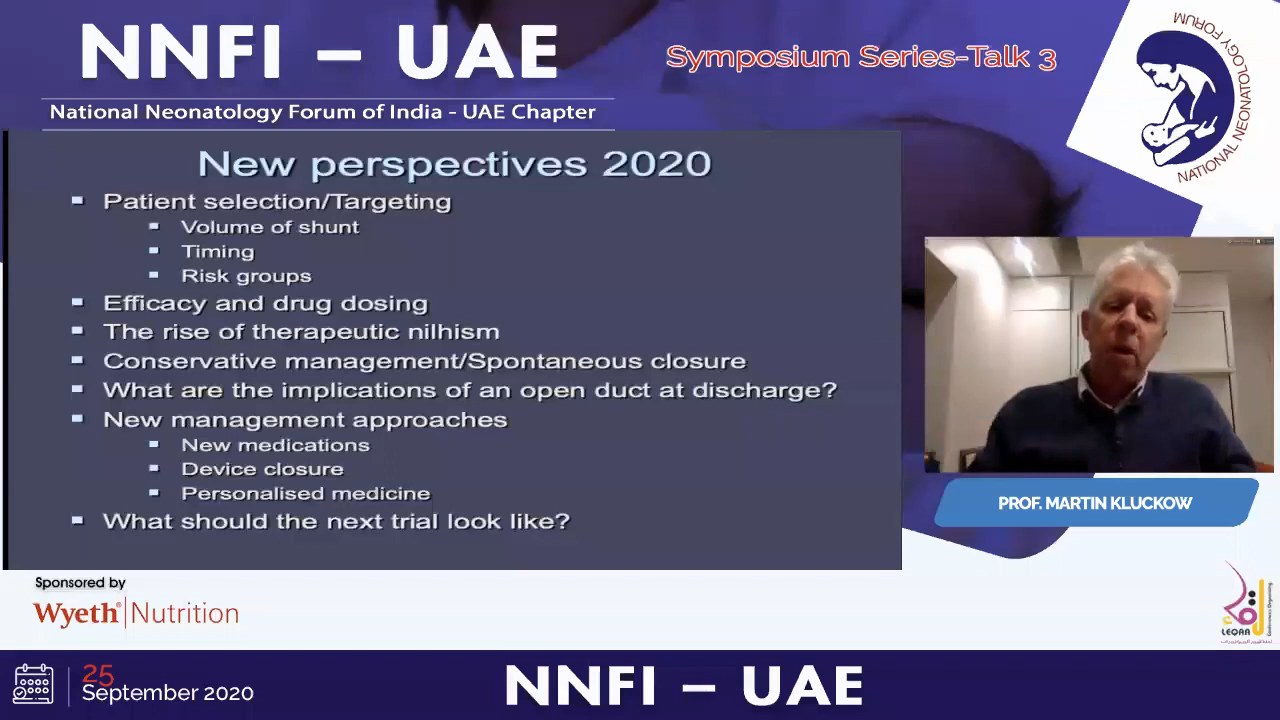 NNFI – UAE
Symposium Series-Talk 3
National Neonatology Forum of India - UAE Chapter
NATIONAL NEONATOLOGY FORUM
New perspectives 2020
Patient selection/Targeting
Volume of shunt
Timing
Risk groups
Efficacy and drug dosing
The rise of therapeutic nilhism
Conservative management/Spontaneous closure
What are the implications of an open duct at discharge?
New management approaches
New medications
Device closure
Personalised medicine
What should the next trial look like?
PROF. MARTIN KLUCKOW
Sponsored by
Wyeth® Nutrition
LEQAA
25
September 2020
NNFI – UAE